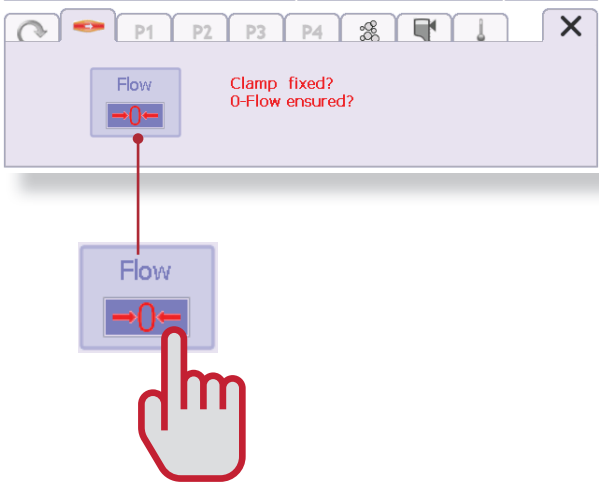 P1 P2 P3 P4
Flow
→0←
Clamp fixed?
0-Flow ensured?
Flow
→0←